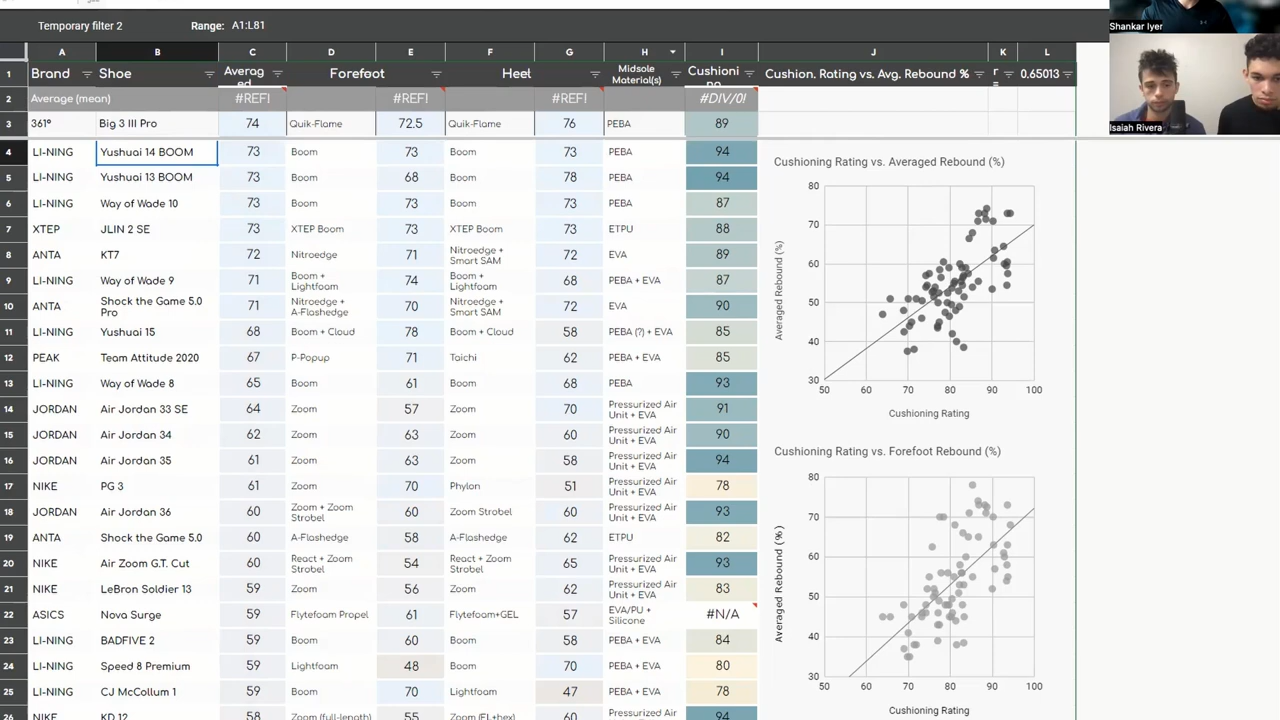 Temporary filter 2 Range: A1:L81
Shankar Iyer
A B C D E F G H I J K L
1 Brand Shoe Averag ed Forefoot Heel Midsole Material(s) Cushioni Cushion. Rating vs. Avg. Rebound % r = 0.65013
2 Average (mean) #REF! #REF! #REF! #DIV/0!
3 361° Big 3 III Pro 74 Quik-Flame 72.5 Quik-Flame 76 PEBA 89
Isaiah Rivera
4 LI-NING Yushuai 14 BOOM 73 Boom 73 Boom 73 PEBA 94
5 LI-NING Yushuai 13 BOOM 73 Boom 68 Boom 78 PEBA 94
6 LI-NING Way of Wade 10 73 Boom 73 Boom 73 PEBA 87
7 XTEP JLIN 2 SE 73 XTEP Boom 73 XTEP Boom 73 ETPU 88
8 ANTA KT7 72 Nitroedge 71 Nitroedge + Smart SAM 73 EVA 89
9 LI-NING Way of Wade 9 71 Boom + Lightfoam 74 Boom + Lightfoam 68 PEBA + EVA 87
10 ANTA Shock the Game 5.0 Pro 71 Nitroedge + A-Flashedge 70 Nitroedge + Smart SAM 72 EVA 90
11 LI-NING Yushuai 15 68 Boom + Cloud 78 Boom + Cloud 58 PEBA (?) + EVA 85
12 PEAK Team Attitude 2020 67 P-Popup 71 Taichi 62 PEBA + EVA 85
13 LI-NING Way of Wade 8 65 Boom 61 Boom 68 PEBA 93
14 JORDAN Air Jordan 33 SE 64 Zoom 57 Zoom 70 Pressurized Air Unit + EVA 91
15 JORDAN Air Jordan 34 62 Zoom 63 Zoom 60 Pressurized Air Unit + EVA 90
16 JORDAN Air Jordan 35 61 Zoom 63 Zoom 58 Pressurized Air Unit + EVA 94
17 NIKE PG 3 61 Zoom 70 Phylon 51 Pressurized Air Unit + EVA 78
18 JORDAN Air Jordan 36 60 Zoom + Zoom Strobel 60 Zoom Strobel 60 Pressurized Air Unit + EVA 93
19 ANTA Shock the Game 5.0 60 A-Flashedge 58 A-Flashedge 62 ETPU 82
20 NIKE Air Zoom G.T. Cut 60 React + Zoom Strobel 54 React + Zoom Strobel 65 Pressurized Air Unit + EVA 93
21 NIKE LeBron Soldier 13 59 Zoom 56 Zoom 62 Pressurized Air Unit + EVA 83
22 ASICS Nova Surge 59 Flytefoam Propel 61 Flytefoam+GEL 57 EVA/PU + Silicone #N/A
23 LI-NING BADFIVE 2 59 Boom 60 Boom 58 PEBA + EVA 84
24 LI-NING Speed 8 Premium 59 Lightfoam 48 Boom 70 PEBA + EVA 80
25 LI-NING CJ McCollum 1 59 Boom 70 Lightfoam 47 PEBA + EVA 78
26 NIKE KD 12 58 Zoom (full-length) 55 Zoom (FL+hex) 60 Pressurized Air 94
Cushioning Rating vs. Averaged Rebound (%)
Averaged Rebound (%)
80
70
60
50
40
30
50 60 70 80 90 100
Cushioning Rating
Cushioning Rating vs. Forefoot Rebound (%)
Averaged Rebound (%)
80
70
60
50
40
30
50 60 70 80 90 100
Cushioning Rating